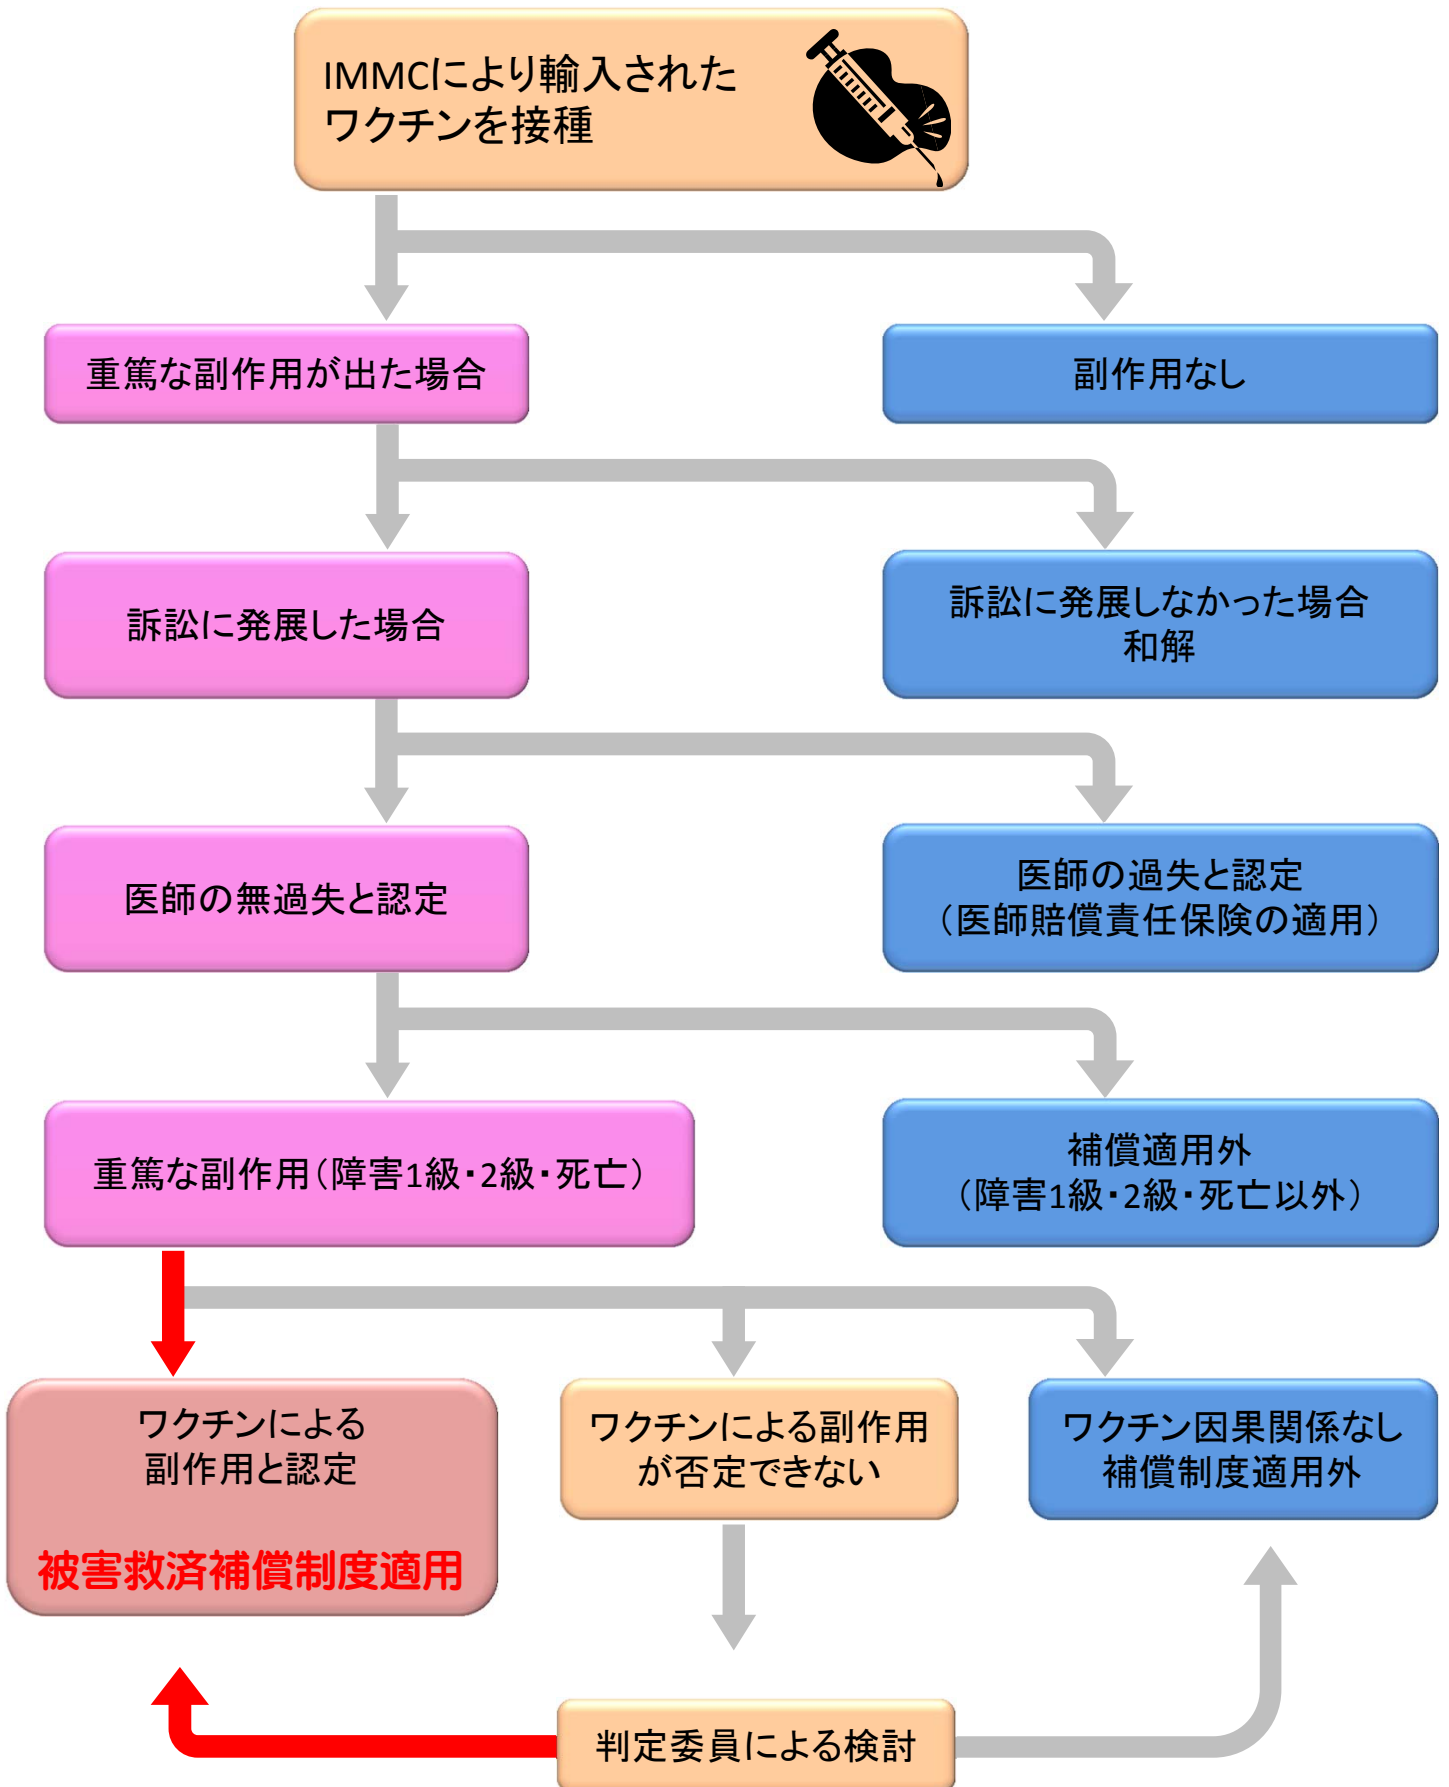 IMMCにより輸入された
ワクチンを接種
重篤な副作用が出た場合
副作用なし
訴訟に発展した場合
訴訟に発展しなかった場合
和解
医師の無過失と認定
医師の過失と認定
（医師賠償責任保険の適用）
重篤な副作用（障害1級・2級・死亡）
補償適用外
（障害1級・2級・死亡以外）
ワクチンによる
副作用と認定
被害救済補償制度適用
ワクチンによる副作用
が否定できない
ワクチン因果関係なし
補償制度適用外
判定委員による検討